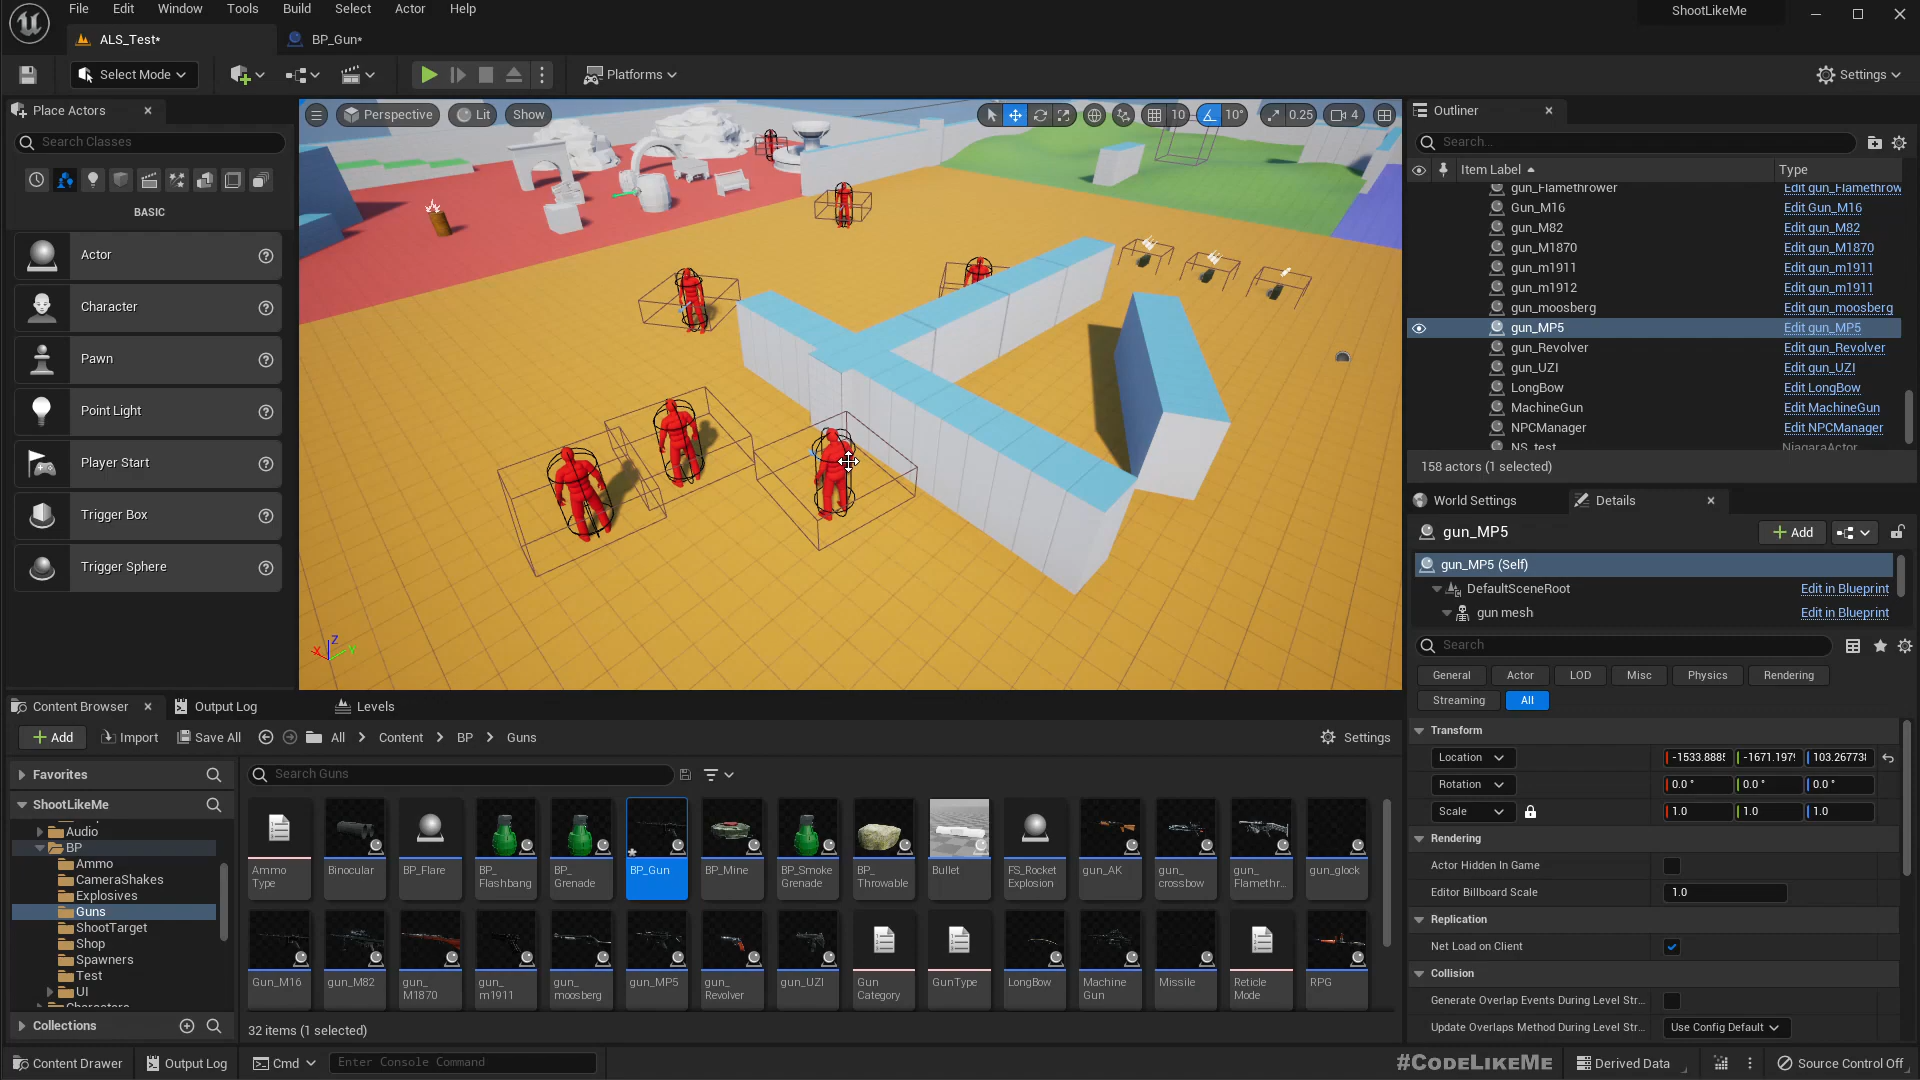 File Edit Window Tools Build Select Actor Help ShootLikeMe
ALS_Test* BP_Gun*
Select Mode Platforms Settings
Place Actors
Search Classes
BASIC
Actor
Character
Pawn
Point Light
Player Start
Trigger Box
Trigger Sphere
Perspective Lit Show 10 10° 0.25 4
X Y Z
Outliner
Search...
Item Label Type
gun_Flamethrower Edit gun_Flamethrow
Gun_M16 Edit Gun_M16
gun_M82 Edit gun_M82
gun_M1870 Edit gun_M1870
gun_m1911 Edit gun_m1911
gun_m1912 Edit gun_m1911
gun_moosberg Edit gun_moosberg
gun_MP5 Edit gun_MP5
gun_Revolver Edit gun_Revolver
gun_UZI Edit gun_UZI
LongBow Edit LongBow
MachineGun Edit MachineGun
NPCManager Edit NPCManager
NS_test NiagaraActor
158 actors (1 selected)
World Settings Details
gun_MP5 Add
gun_MP5 (Self)
DefaultSceneRoot Edit in Blueprint
gun mesh Edit in Blueprint
Search
General Actor LOD Misc Physics Rendering
Streaming All
Transform
Location -1533.888 -1671.197 103.26773
Rotation 0.0 ° 0.0 ° 0.0 °
Scale 1.0 1.0 1.0
Rendering
Actor Hidden In Game
Editor Billboard Scale 1.0
Replication
Net Load on Client
Collision
Generate Overlap Events During Level Str...
Update Overlaps Method During Level Str... Use Config Default
Content Browser Output Log Levels
Add Import Save All All Content BP Guns Settings
Favorites
ShootLikeMe
Audio
BP
Ammo
CameraShakes
Explosives
Guns
ShootTarget
Shop
Spawners
Test
UI
Characters
Collections
Search Guns
Ammo Type
Binocular
BP_Flare
BP_ Flashbang
BP_ Grenade
BP_Gun
BP_Mine
BP_Smoke Grenade
BP_ Throwable
Bullet
FS_Rocket Explosion
gun_AK
gun_ crossbow
gun_ Flamethr...
gun_glock
Gun_M16
gun_M82
gun_ M1870
gun_ m1911
gun_ moosberg
gun_MP5
gun_ Revolver
gun_UZI
Gun Category
GunType
LongBow
Machine Gun
Missile
Reticle Mode
RPG
32 items (1 selected)
Content Drawer Output Log Cmd Enter Console Command #CODELIKEME Derived Data Source Control Off